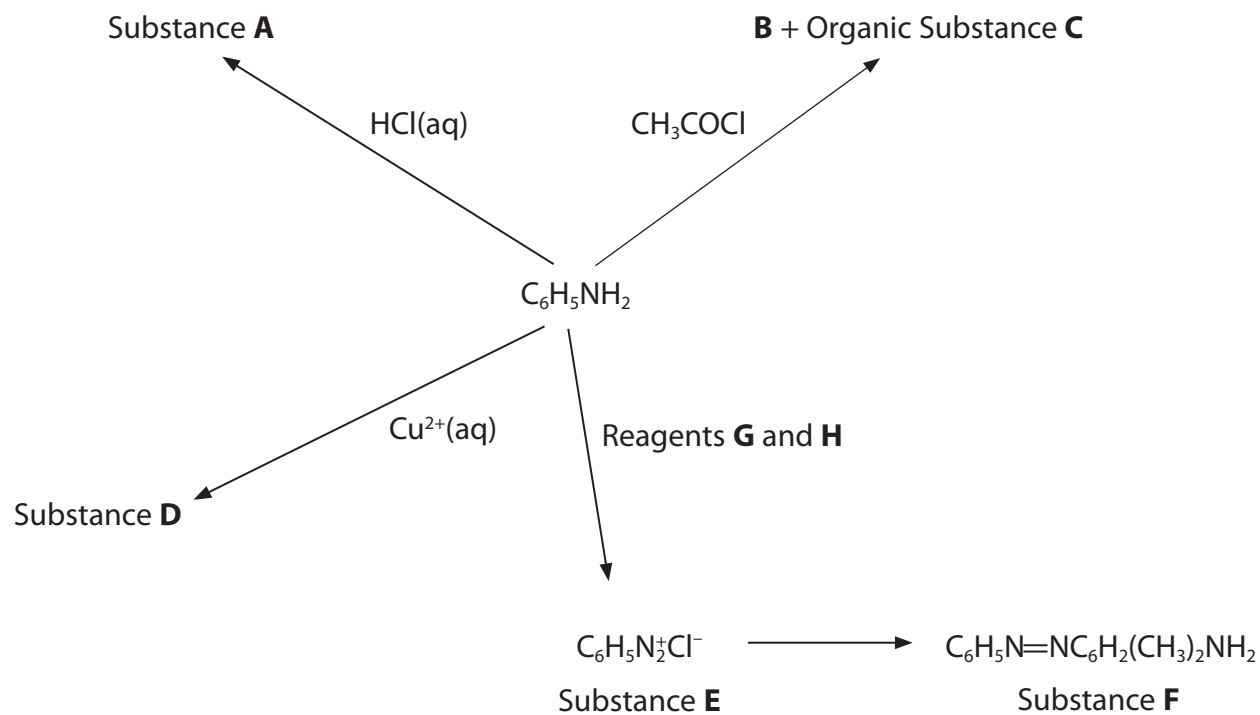 Substance A
B + Organic Substance C
HCl(aq)
CH₃COCl
C₆H₅NH₂
Cu²⁺(aq)
Reagents G and H
Substance D
C₆H₅N₂⁺Cl⁻
C₆H₅N=NC₆H₂(CH₃)₂NH₂
Substance E
Substance F